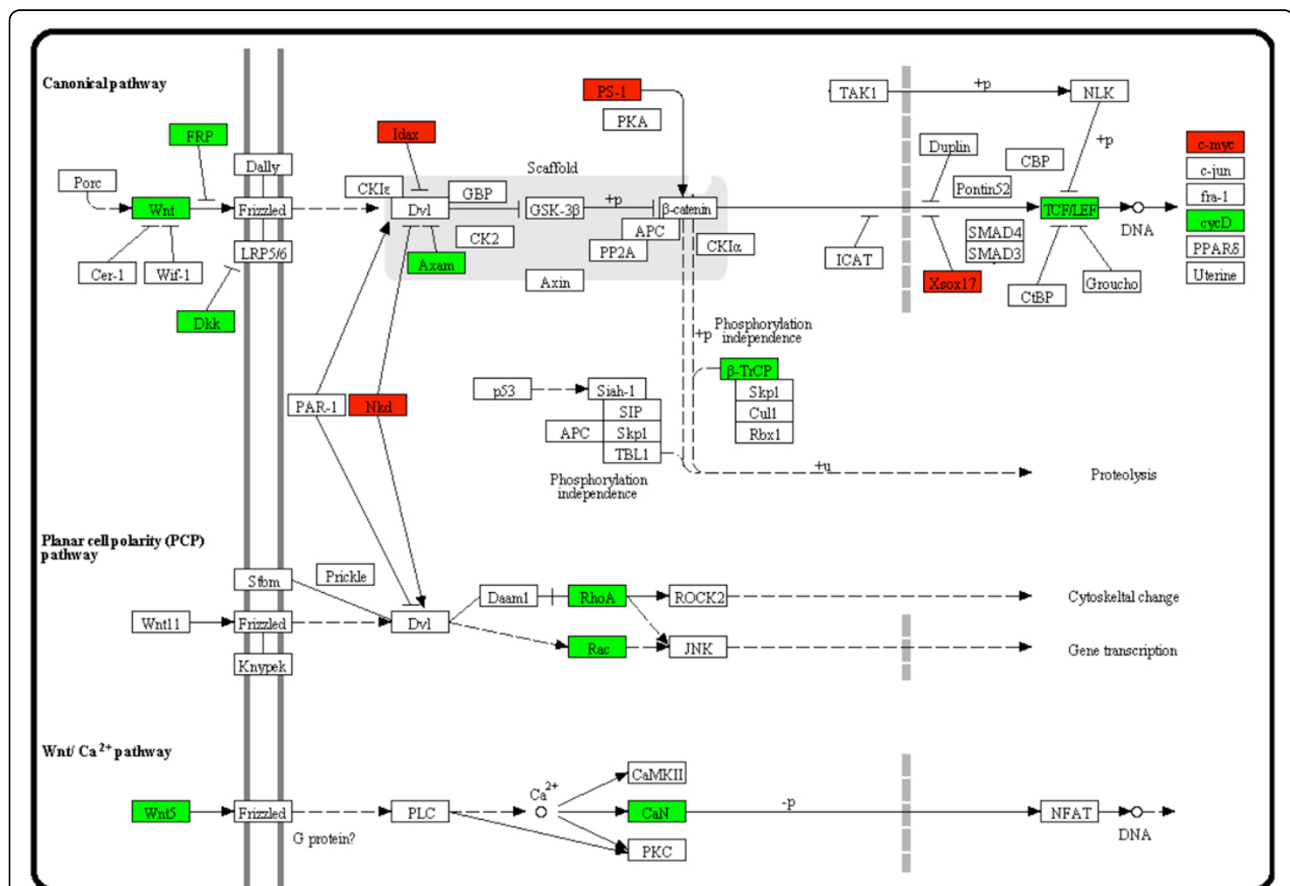 Canonical pathway
PS-1
TAK1
+p
NLK
PKA
FRP
Idax
+p
Duplin
CBP
c-myc
Dally
Scaffold
c-jun
Porc
CKIε
GBP
Pontin52
fra-1
Wnt
Frizzled
Dvl
GSK-3β
+p
β-catenin
TCF/LEF
DNA
cycD
APC
CK2
PP2A
CKIα
SMAD4
SMAD3
PPARδ
LRP5/6
Cer-1
Wif-1
Axam
ICAT
Uterine
Axin
Xsox17
CtBP
Groucho
Dkk
+p
Phosphorylation
independence
β-TrCP
p53
Siah-1
Skp1
PAR-1
Nkd
SIP
Cul1
APC
Skp1
Rbx1
TBL1
+u
Phosphorylation
independence
Proteolysis
Planar cell polarity (PCP)
pathway
Stbm
Prickle
Daam1
RhoA
ROCK2
Cytoskeltal change
Wnt11
Frizzled
Dvl
Rac
JNK
Gene transcription
Knypek
Wnt/ Ca2+ pathway
CaMKII
Ca2+
Wnt5
Frizzled
PLC
CaN
-p
NFAT
G protein?
DNA
PKC